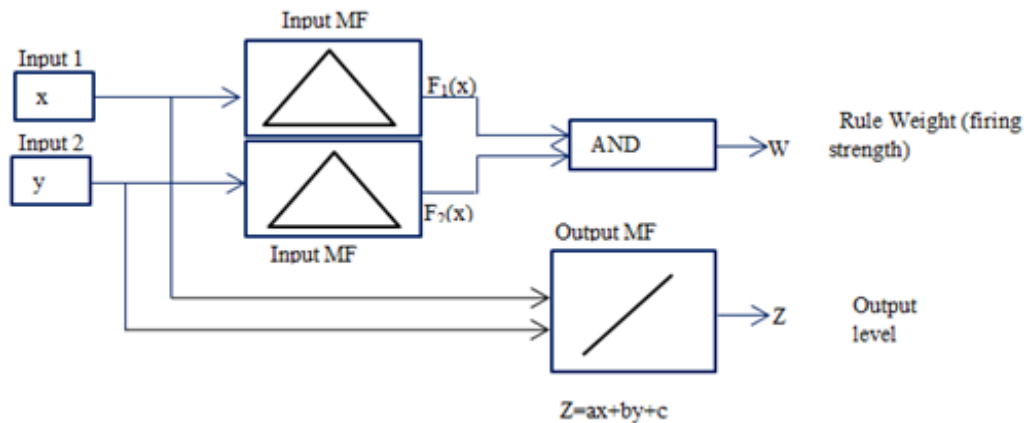 Input MF
Input 1
x
F₁(x)
Input 2
y
AND
W
Rule Weight (firing
strength)
F₂(x)
Input MF
Output MF
Z
Output
level
Z=ax+by+c